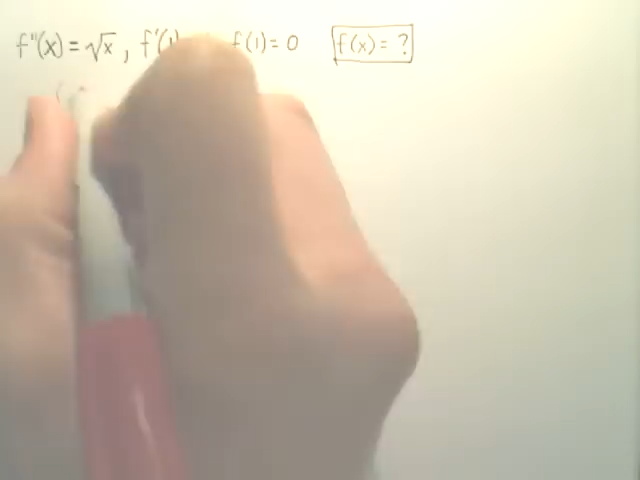 f''(x) = √x , f'(1 f(1) = 0 f(x) = ?